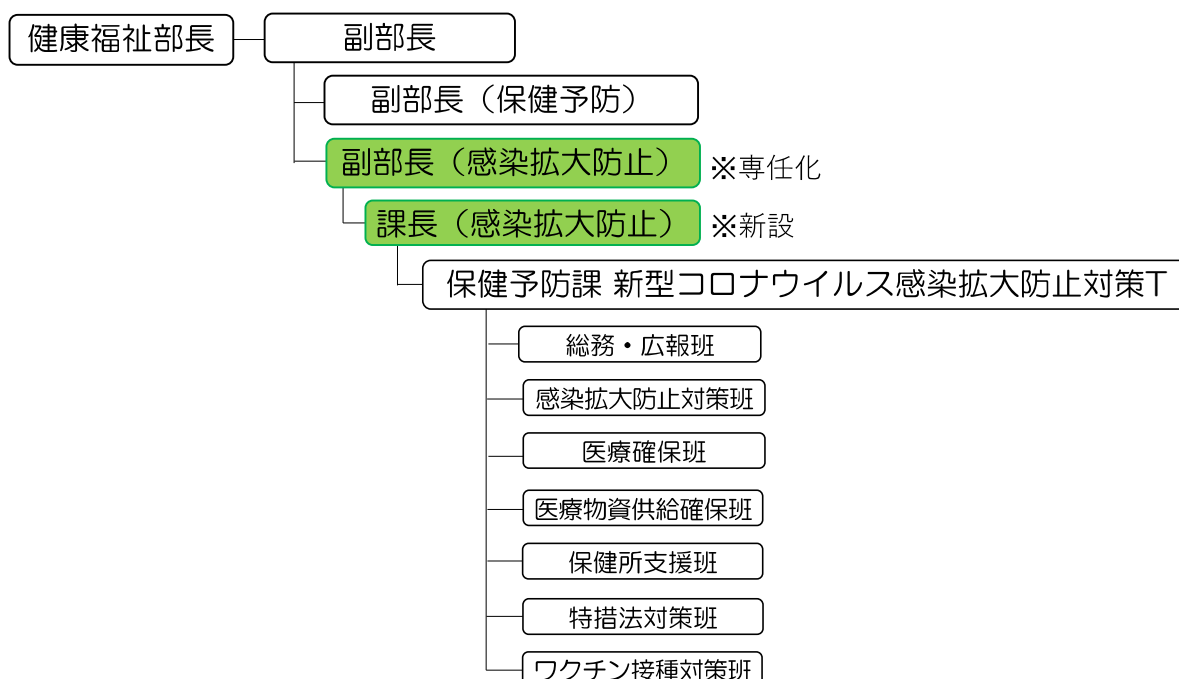 健康福祉部長 副部長
副部長（保健予防）
副部長（感染拡大防止） ※専任化
課長（感染拡大防止） ※新設
保健予防課 新型コロナウイルス感染拡大防止対策T
総務・広報班
感染拡大防止対策班
医療確保班
医療物資供給確保班
保健所支援班
特措法対策班
ワクチン接種対策班